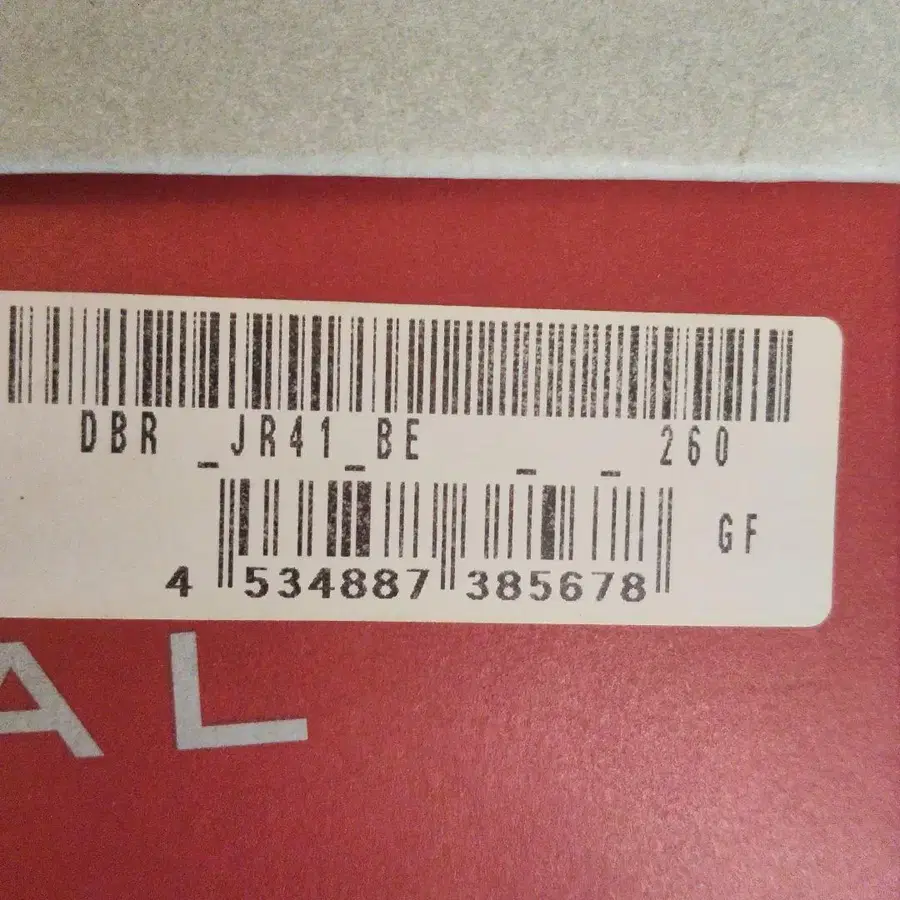 DBR _JR41_BE _ _ 260
GF
4 534887 385678
AL